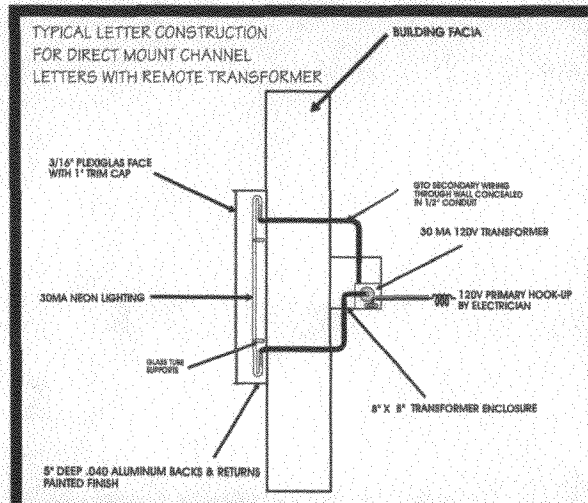 TYPICAL LETTER CONSTRUCTION
FOR DIRECT MOUNT CHANNEL
LETTERS WITH REMOTE TRANSFORMER
BUILDING FACIA
3/16" PLEXIGLAS FACE
WITH 1" TRIM CAP
GTO SECONDARY WIRING
THROUGH WALL CONCEALED
IN 1/2" CONDUIT
30 MA 120V TRANSFORMER
30MA NEON LIGHTING
120V PRIMARY HOOK-UP
BY ELECTRICIAN
GLASS TUBE
SUPPORTS
8" X 8" TRANSFORMER ENCLOSURE
5" DEEP .040 ALUMINUM BACKS & RETURNS
PAINTED FINISH